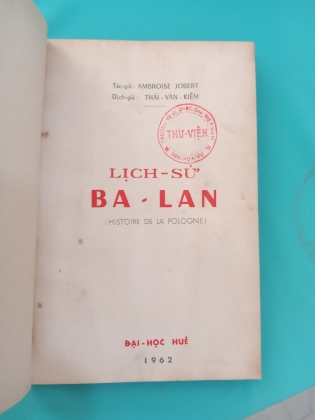 Tác-giả: AMBROISE JOBERT
Dịch-giả: THÁI-VĂN-KIỂM
THƯ-VIỆN
LỊCH-SỬ
BA-LAN
(HISTOIRE DE LA POLOGNE)
ĐẠI-HỌC HUẾ
1962